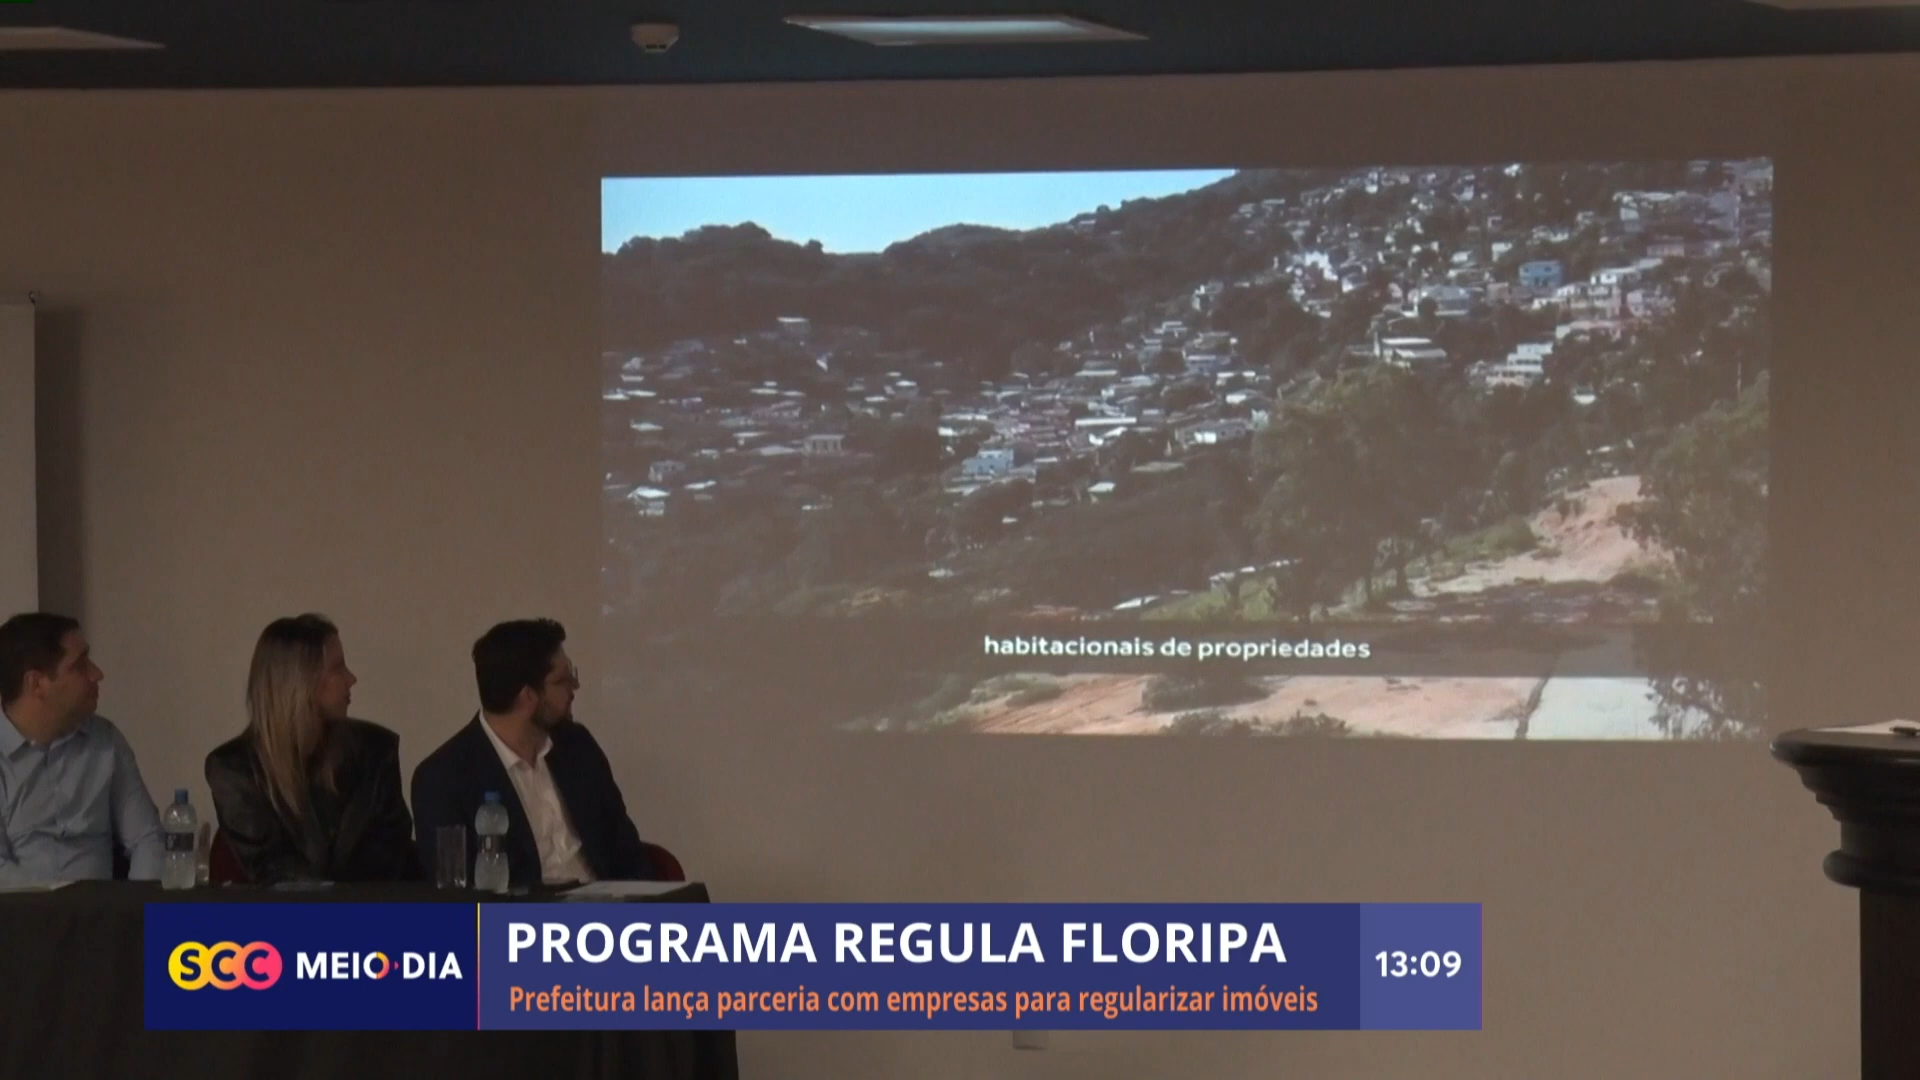 habitacionais de propriedades
SCC MEIO DIA
PROGRAMA REGULA FLORIPA
Prefeitura lança parceria com empresas para regularizar imóveis
13:09